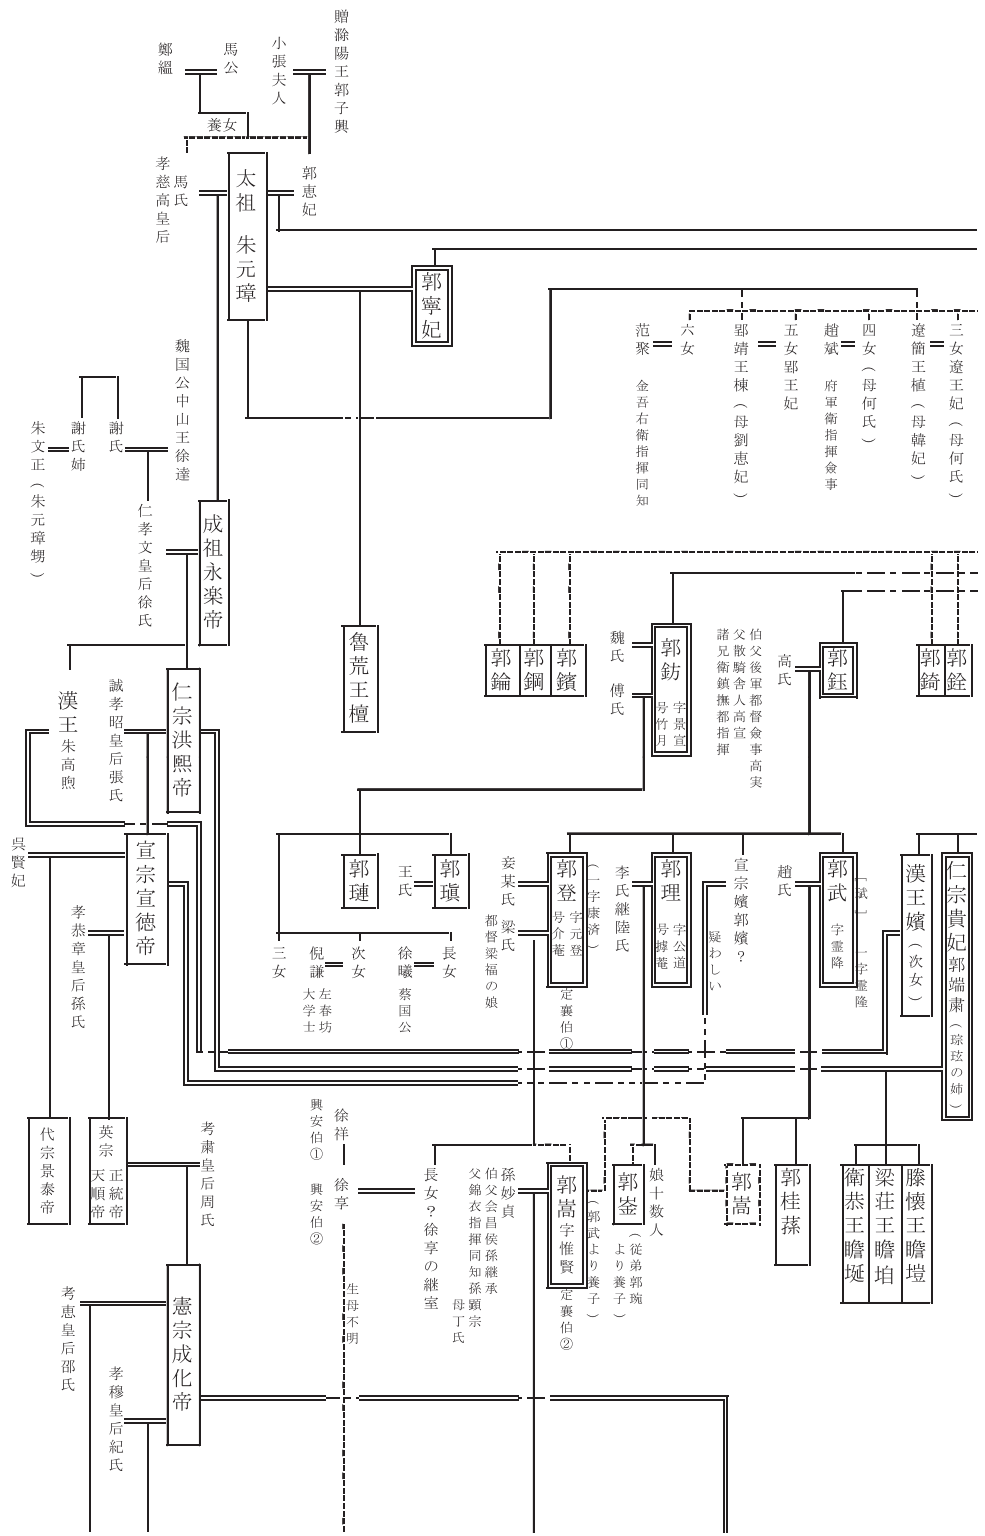 贈滁陽王郭子興
小張夫人
馬公
鄭縕
養女
郭恵妃
太祖 朱元璋
馬氏
孝慈高皇后
郭寧妃
三女遼王妃（母何氏）
遼簡王植（母韓妃）
四女（母何氏）
趙斌 府軍衛指揮僉事
五女郢王妃
郢靖王棟（母劉恵妃）
六女
范聚 金吾右衛指揮同知
魏国公中山王徐達
謝氏
謝氏姉
朱文正（朱元璋甥）
仁孝文皇后徐氏
成祖永楽帝
魯荒王檀
郭銓
郭錡
郭鈺
高氏
伯父後軍都督僉事高実
父散騎舎人高宣
諸兄衛鎮撫都指揮
郭鈁
字景宣
号竹月
魏氏
傅氏
郭鑌
郭鋼
郭錀
仁宗洪熙帝
誠孝昭皇后張氏
漢王朱高煦
仁宗貴妃郭端粛（琮玹の姉）
漢王嬪（次女）
郭武
字霊隆
［斌］
一字霊隆
趙氏
宣宗嬪郭嬪？
疑わしい
郭理
字公道
号㨿菴
李氏継陸氏
郭登
字元登
号介菴
（一字康済）
定襄伯①
妾某氏
梁氏
都督梁福の娘
郭瑱
王氏
郭璉
長女
徐曦 蔡国公
次女
倪謙
左春坊
大学士
三女
宣宗宣徳帝
呉賢妃
孝恭章皇后孫氏
滕懐王瞻塏
梁荘王瞻垍
衛恭王瞻埏
郭桂蓀
郭嵩
娘十数人
郭崟
（従弟郭琬
より養子）
郭嵩字惟賢
（郭武より養子）
定襄伯②
孫妙貞
伯父会昌侯孫継承
父錦衣指揮同知孫顕宗
母丁氏
長女？徐享の継室
徐祥
興安伯①
徐享
興安伯②
生母不明
考粛皇后周氏
英宗
正統帝
天順帝
代宗景泰帝
憲宗成化帝
考恵皇后邵氏
孝穆皇后紀氏